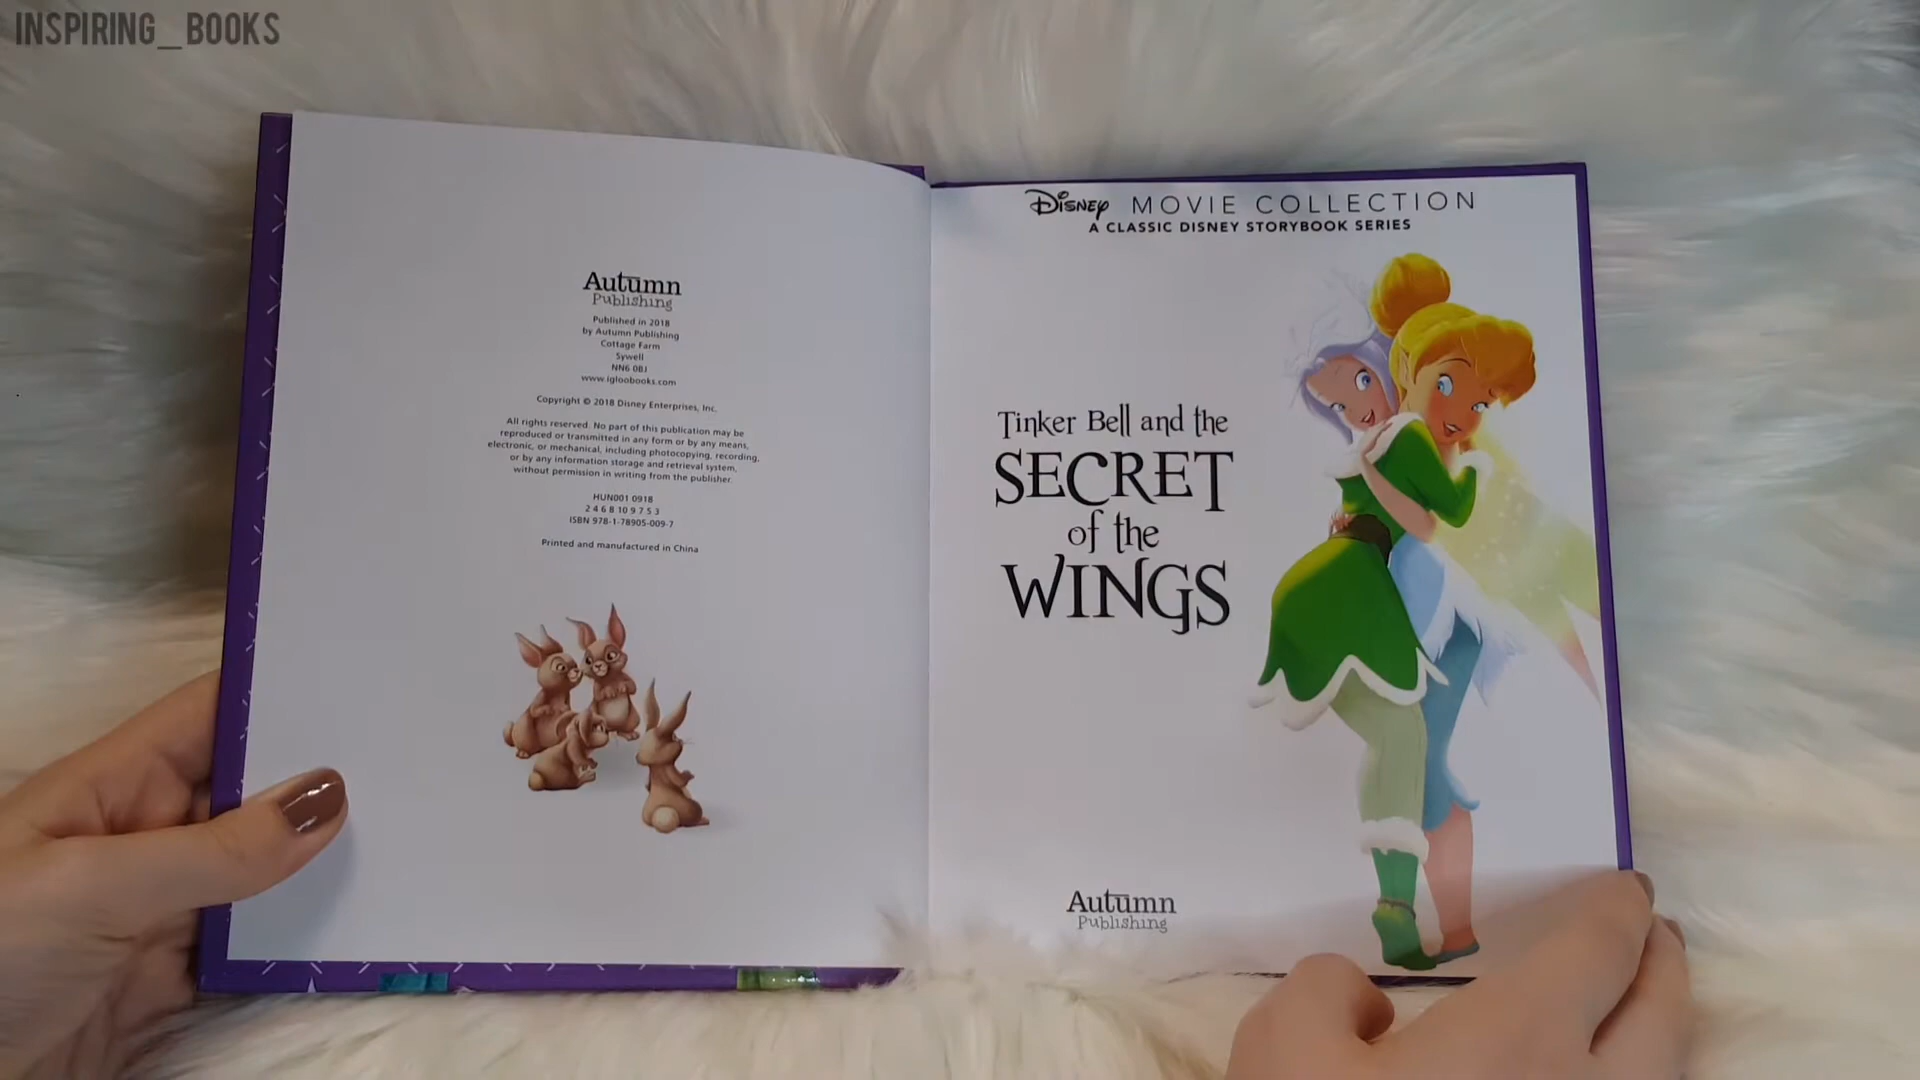 INSPIRING_BOOKS
Autumn
Publishing
Published in 2018
by Autumn Publishing
Cottage Farm
Sywell
NN6 0BJ
www.igloobooks.com
Copyright © 2018 Disney Enterprises, Inc.
All rights reserved. No part of this publication may be
reproduced or transmitted in any form or by any means,
electronic, or mechanical, including photocopying, recording,
or by any information storage and retrieval system,
without permission in writing from the publisher.
HUN001 0918
2 4 6 8 10 9 7 5 3
ISBN 978-1-78905-009-7
Printed and manufactured in China
Disney MOVIE COLLECTION
A CLASSIC DISNEY STORYBOOK SERIES
Tinker Bell and the
SECRET
of the
WINGS
Autumn
Publishing